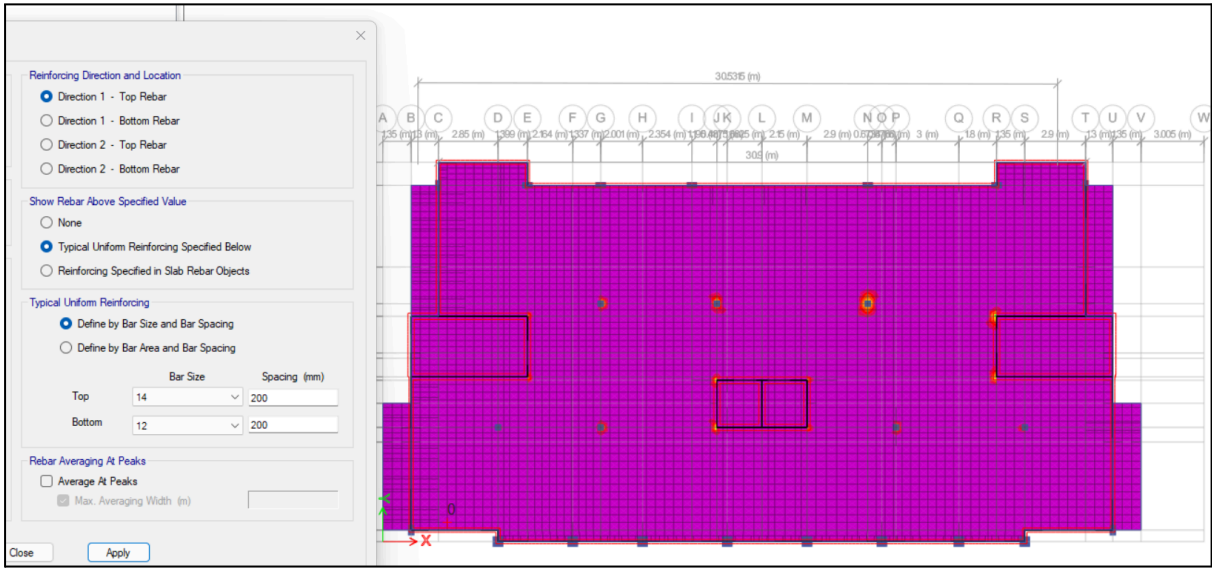 Reinforcing Direction and Location
Direction 1 - Top Rebar
Direction 1 - Bottom Rebar
Direction 2 - Top Rebar
Direction 2 - Bottom Rebar
Show Rebar Above Specified Value
None
Typical Uniform Reinforcing Specified Below
Reinforcing Specified in Slab Rebar Objects
Typical Uniform Reinforcing
Define by Bar Size and Bar Spacing
Define by Bar Area and Bar Spacing
Bar Size Spacing (mm)
Top 14 200
Bottom 12 200
Rebar Averaging At Peaks
Average At Peaks
Max. Averaging Width (m)
Close Apply
30.5315 (m)
A B C D E F G H I J K L M N O P Q R S T U V W
2.85 (m) 2.164 (m) 2.001 (m) 2.354 (m) 2.15 (m) 2.9 (m) 3 (m) 1.8 (m) 1.35 (m) 2.9 (m) 1.35 (m) 3.005 (m)
30.9 (m)
0
Y
X